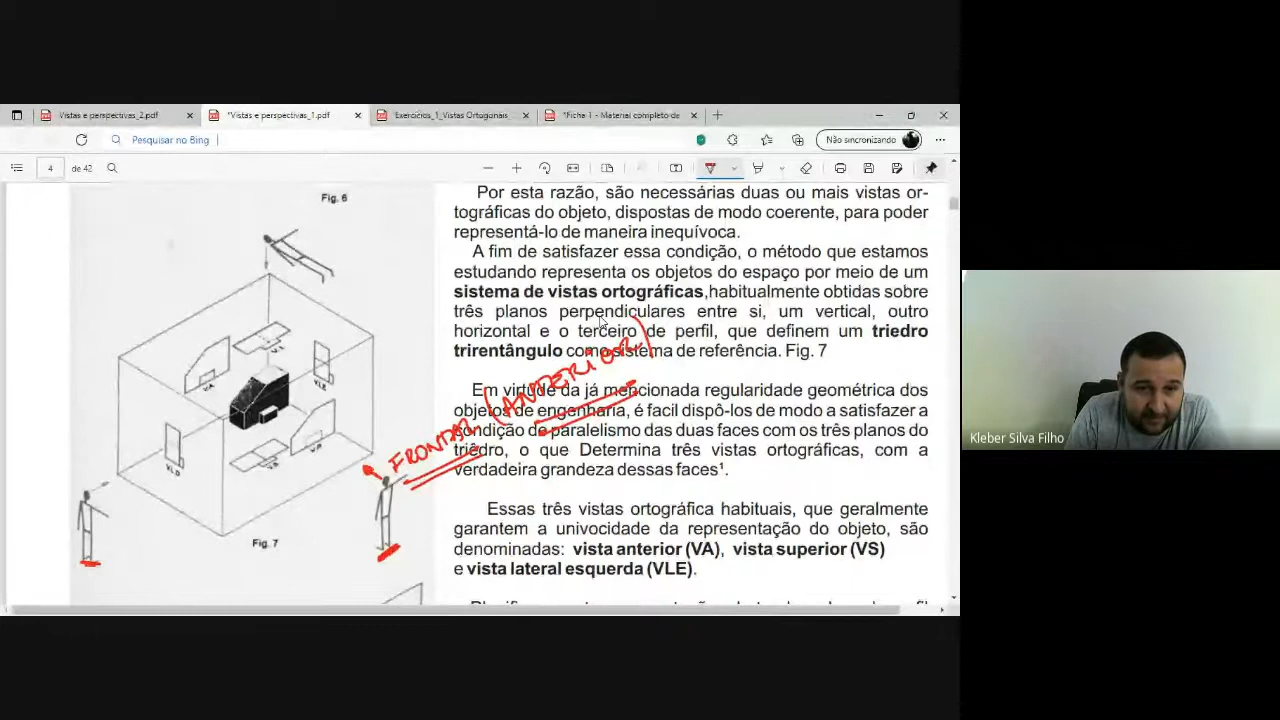 Vistas e perspectivas_2.pdf
*Vistas e perspectivas_1.pdf
Exercícios_1_Vistas Ortogonais
*Ficha 1 - Material completo de
Pesquisar no Bing
Não sincronizando
4 de 42
Fig. 6
Fig. 7
VLE
VLD
Por esta razão, são necessárias duas ou mais vistas or-
tográficas do objeto, dispostas de modo coerente, para poder
representá-lo de maneira inequívoca.
A fim de satisfazer essa condição, o método que estamos
estudando representa os objetos do espaço por meio de um
sistema de vistas ortográficas,habitualmente obtidas sobre
três planos perpendiculares entre si, um vertical, outro
horizontal e o terceiro de perfil, que definem um triedro
trirentângulo como sistema de referência. Fig. 7
FRONTAL (ANTERIOR)
Em virtude da já mencionada regularidade geométrica dos
objetos de engenharia, é facil dispô-los de modo a satisfazer a
condição de paralelismo das duas faces com os três planos do
triêdro, o que Determina três vistas ortográficas, com a
verdadeira grandeza dessas faces¹.
Essas três vistas ortográfica habituais, que geralmente
garantem a univocidade da representação do objeto, são
denominadas: vista anterior (VA), vista superior (VS)
e vista lateral esquerda (VLE).
Kleber Silva Filho